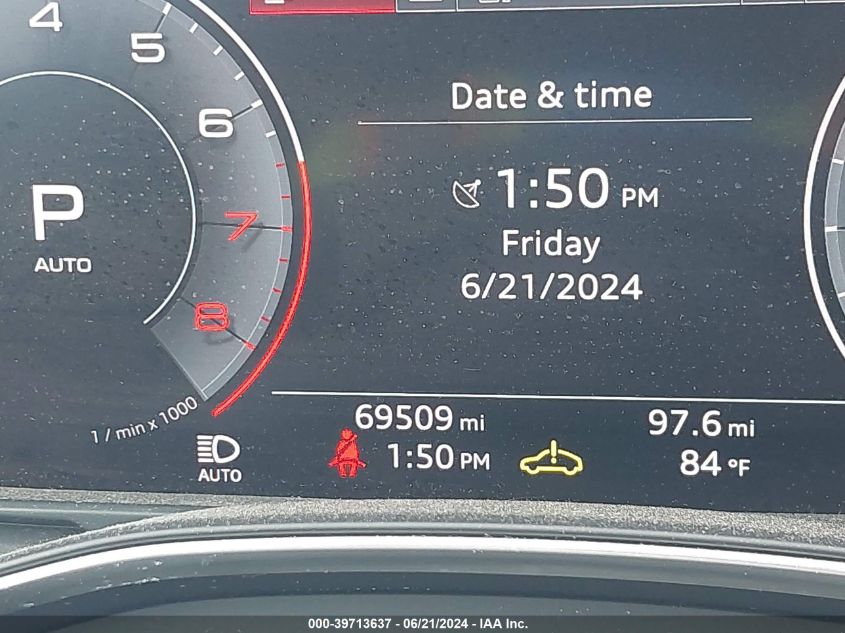 4
5
6
7
8
P
AUTO
1 / min x 1000
AUTO
Date & time
1:50 PM
Friday
6/21/2024
69509 mi
97.6 mi
1:50 PM
84 °F
000-39713637 - 06/21/2024 - IAA Inc.